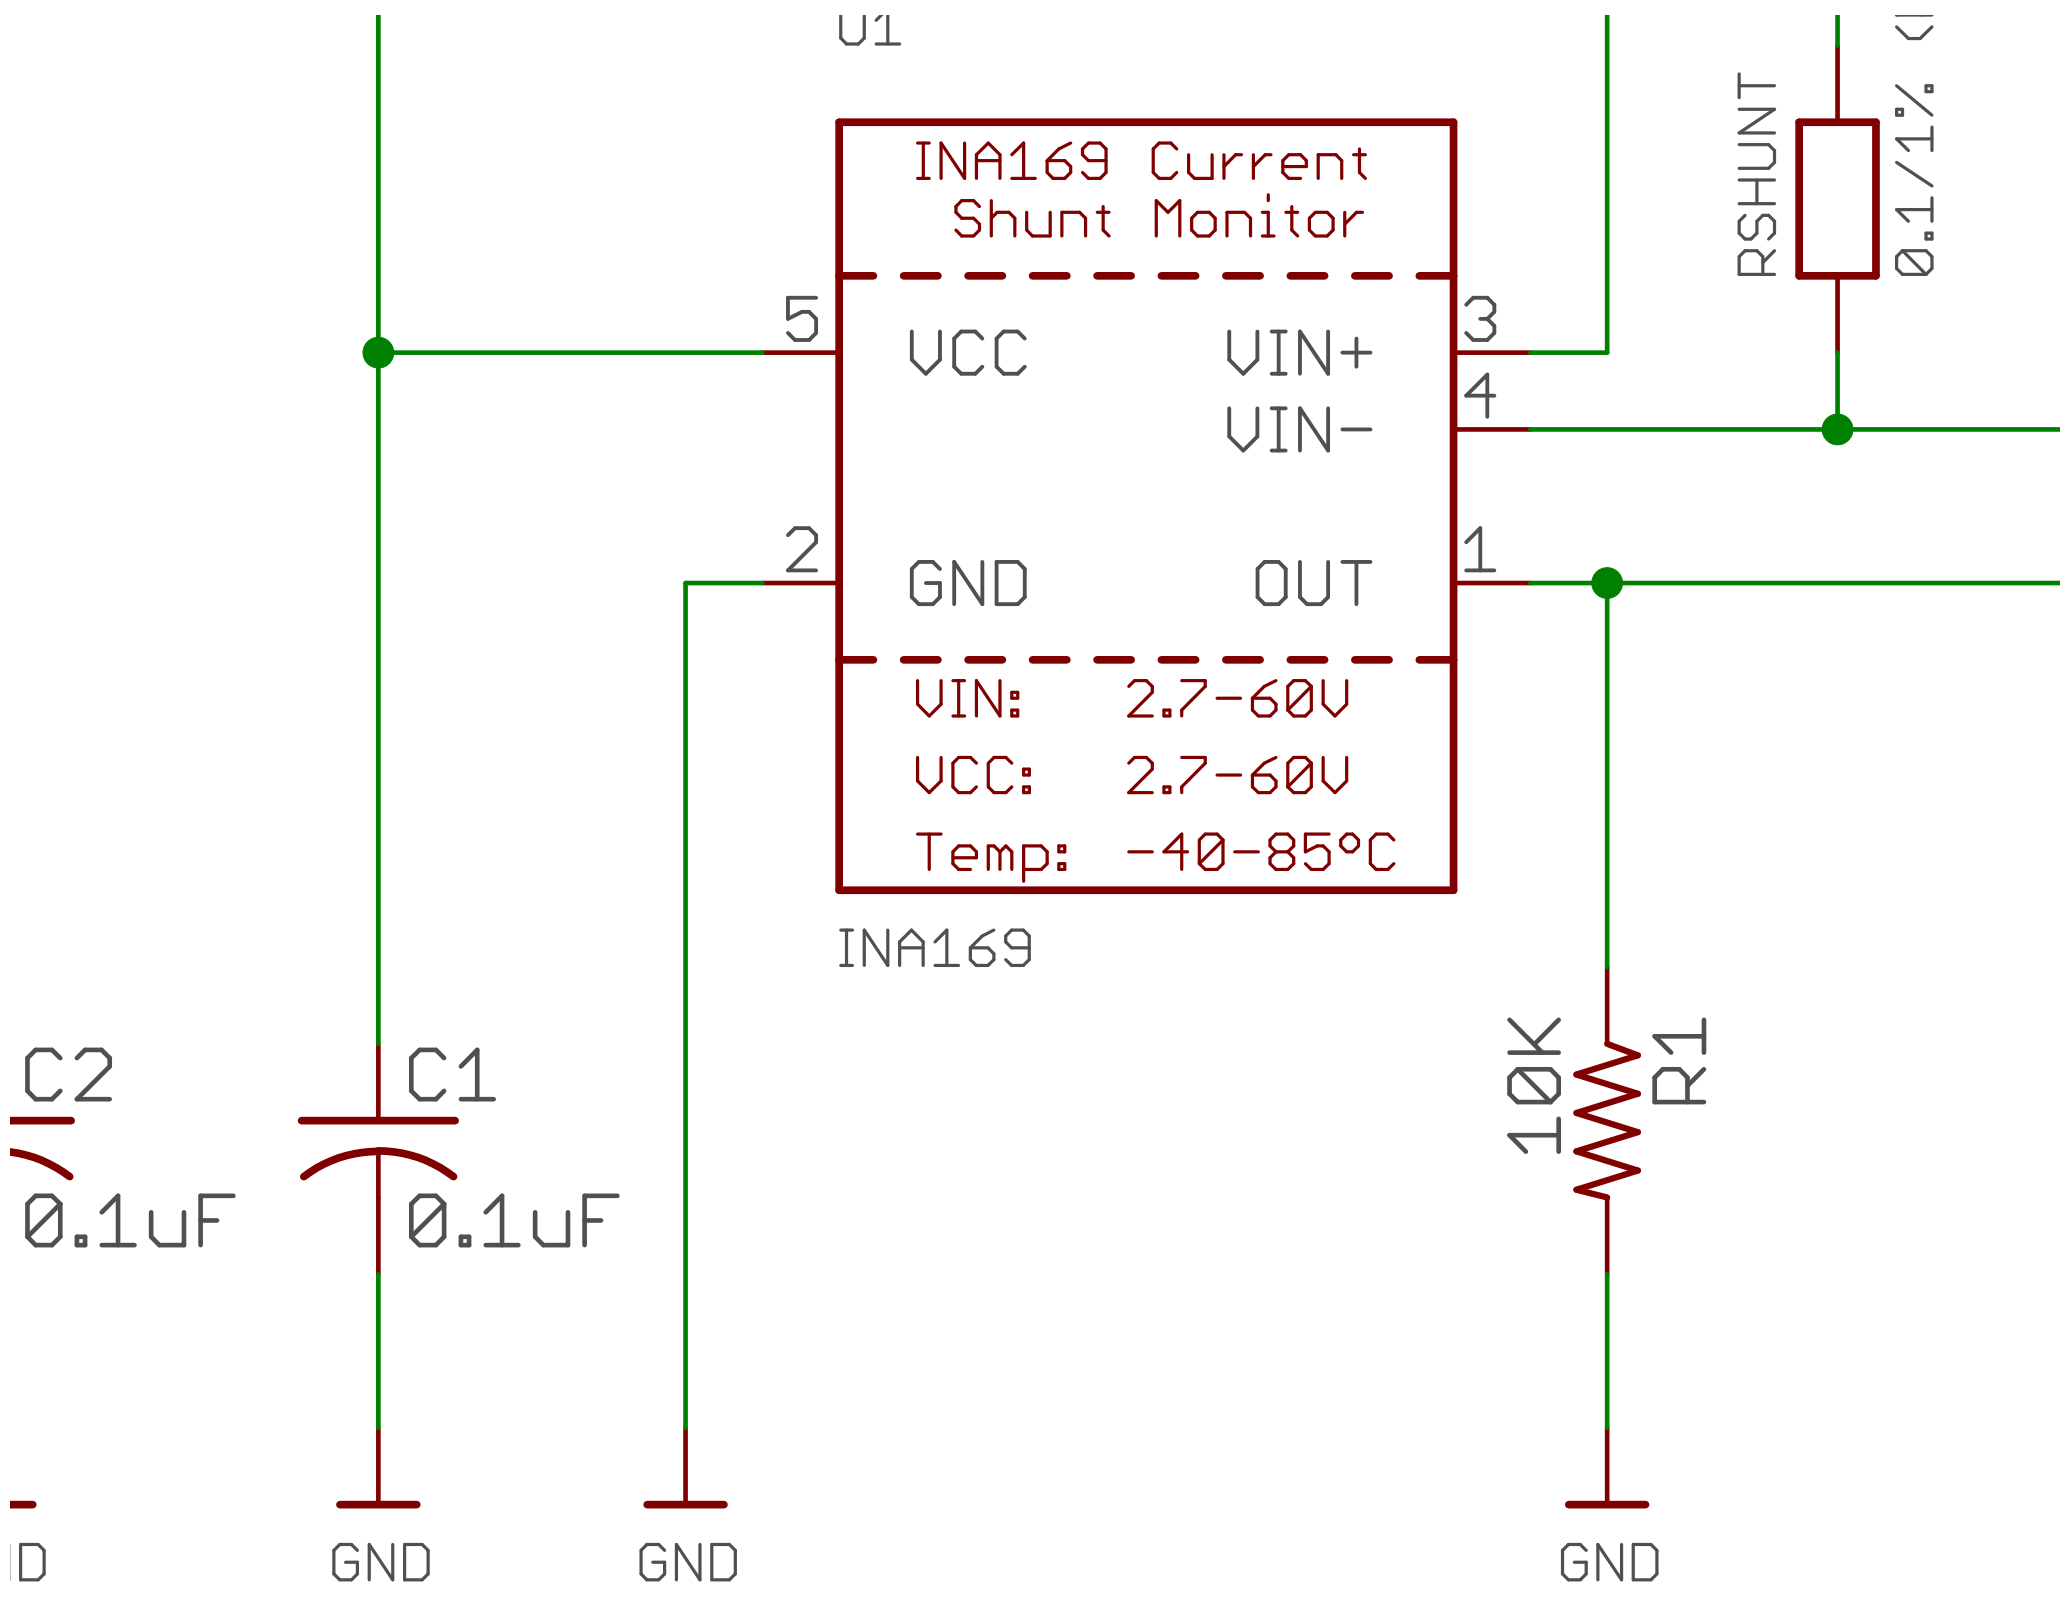 U1
INA169 Current
Shunt Monitor
5
VCC
VIN+
3
VIN-
4
2
GND
OUT
1
VIN: 2.7-60V
VCC: 2.7-60V
Temp: -40-85°C
INA169
RSHUNT
0.1/1%
C2
0.1uF
C1
0.1uF
10K
R1
GND
GND
GND